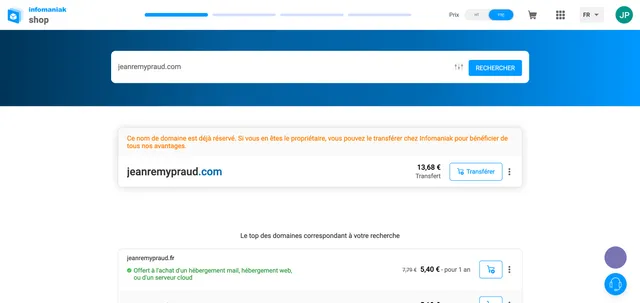 infomaniak
shop
Prix
HT
TTC
FR
JP
jeanremypraud.com
RECHERCHER
Ce nom de domaine est déjà réservé. Si vous en êtes le propriétaire, vous pouvez le transférer chez Infomaniak pour bénéficier de
tous nos avantages.
jeanremypraud.com
13,68 €
Transfert
Transférer
Le top des domaines correspondant à votre recherche
jeanremypraud.fr
Offert à l'achat d'un hébergement mail, hébergement web,
ou d'un serveur cloud
7,79 € 5,40 € - pour 1 an